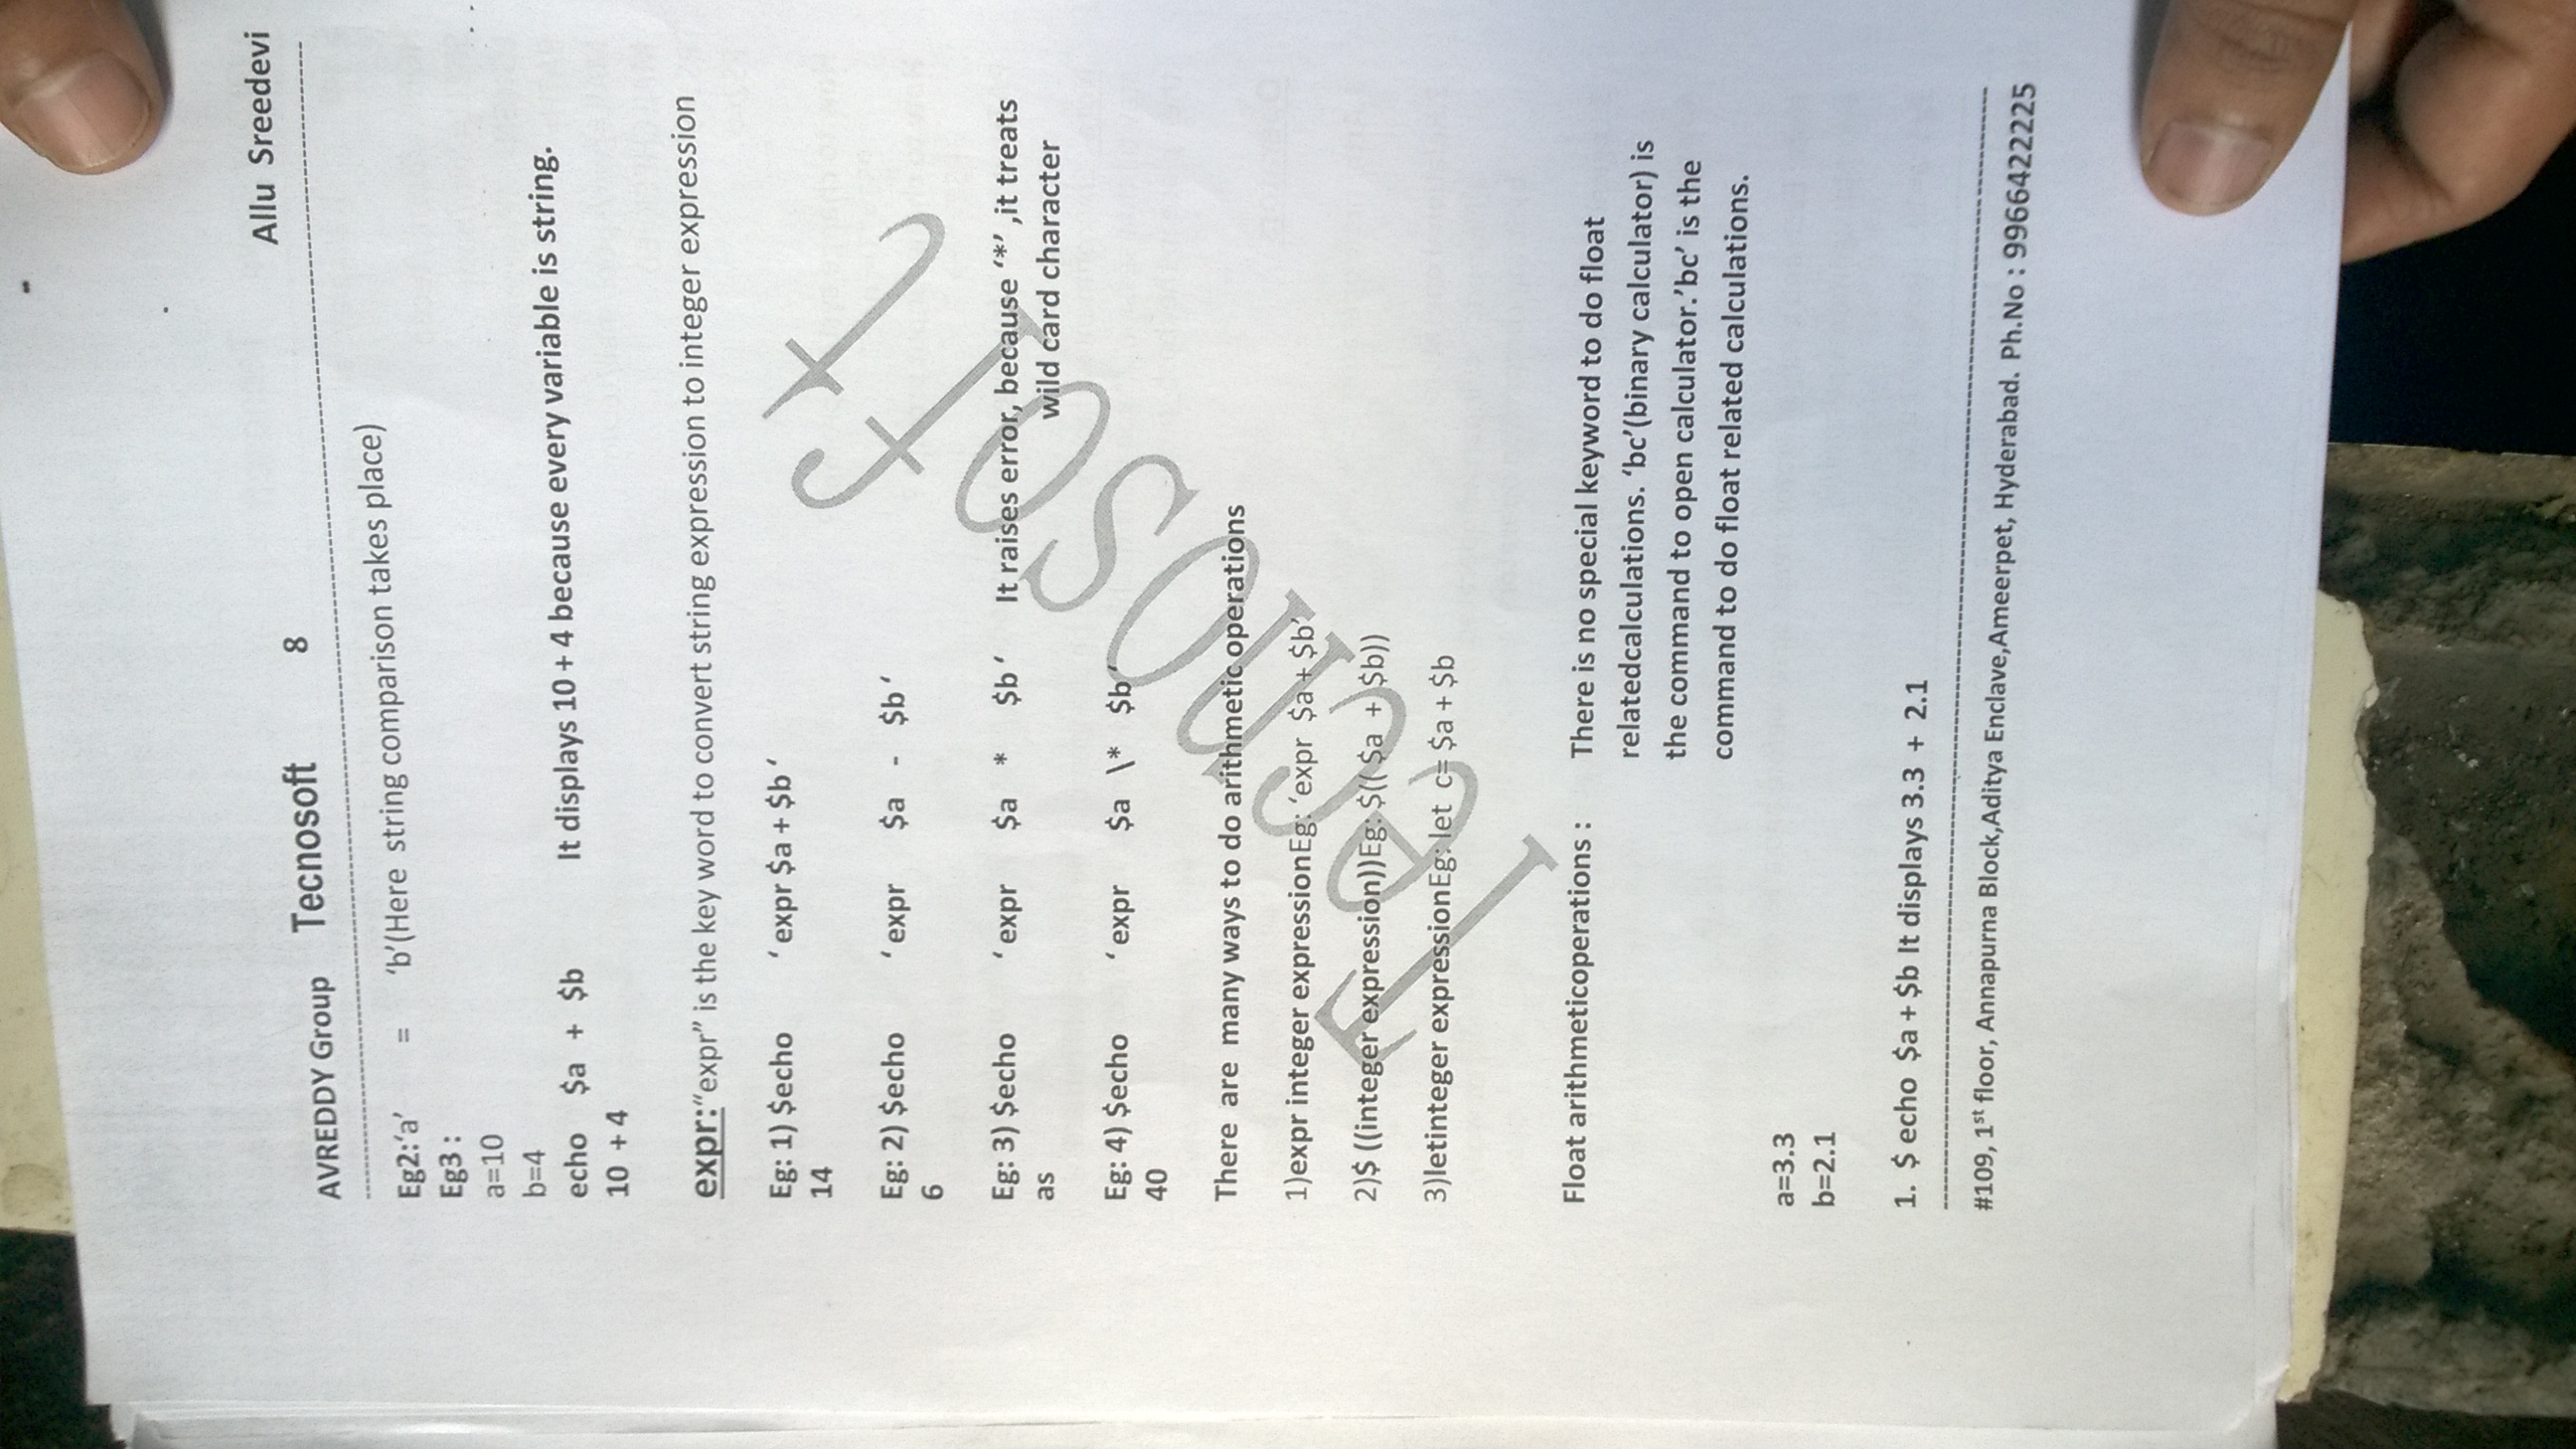 Allu Sreedevi
AVREDDY Group Tecnosoft 8
Eg2:‘a’ = ‘b’(Here string comparison takes place)
Eg3 :
a=10
b=4
echo $a + $b It displays 10 + 4 because every variable is string.
10 + 4
expr:“expr” is the key word to convert string expression to integer expression
Eg: 1) $echo ‘ expr $a + $b ‘
14
Eg: 2) $echo ‘ expr $a - $b ‘
6
Eg: 3) $echo ‘ expr $a * $b ‘ It raises error, because ‘*’ ,it treats
as wild card character
Eg: 4) $echo ‘ expr $a \* $b ‘
40
There are many ways to do arithmetic operations
1)expr integer expressionEg: ‘expr $a + $b’
2)$ ((integer expression))Eg: $(( $a + $b))
3)letinteger expressionEg: let c= $a + $b
Float arithmeticoperations : There is no special keyword to do float
relatedcalculations. ‘bc’(binary calculator) is
the command to open calculator.’bc’ is the
command to do float related calculations.
a=3.3
b=2.1
1. $ echo $a + $b It displays 3.3 + 2.1
#109, 1st floor, Annapurna Block,Aditya Enclave,Ameerpet, Hyderabad. Ph.No : 9966422225
Tecnosoft